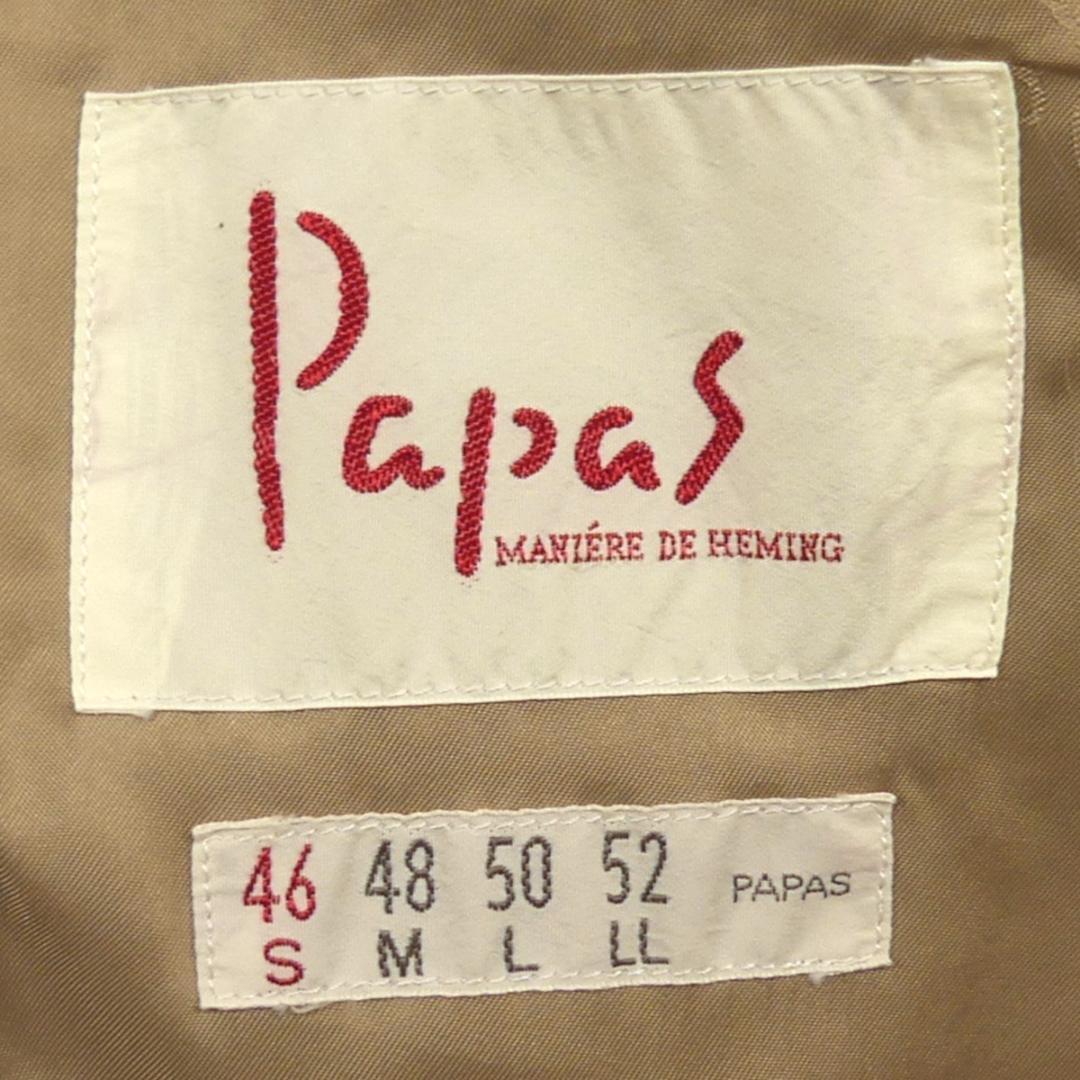 Papas
MANIÉRE DE HEMING
46 48 50 52 PAPAS
S M L LL